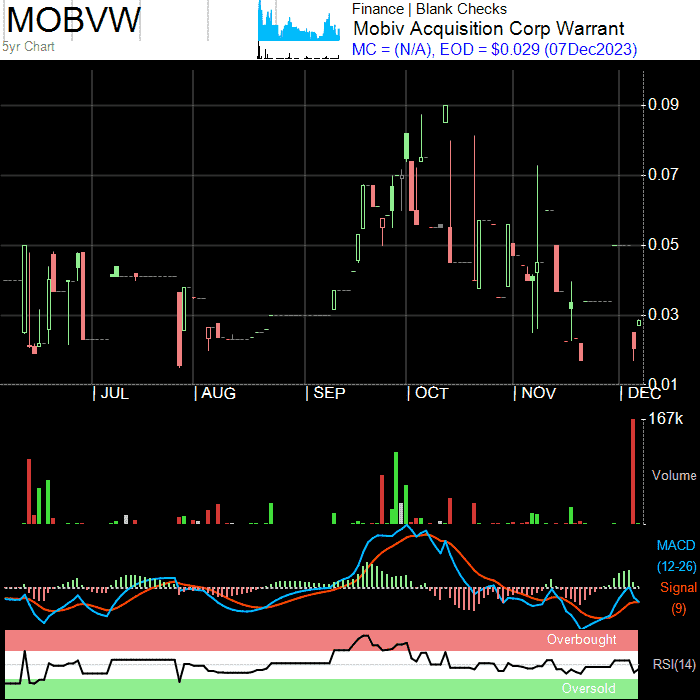 MOBVW
5yr Chart
Finance | Blank Checks
Mobiv Acquisition Corp Warrant
MC = (N/A), EOD = $0.029 (07Dec2023)
0.09
0.07
0.05
0.03
0.01
| JUL | AUG | SEP | OCT | NOV | DEC
167k
Volume
MACD
(12-26)
Signal
(9)
Overbought
RSI(14)
Oversold